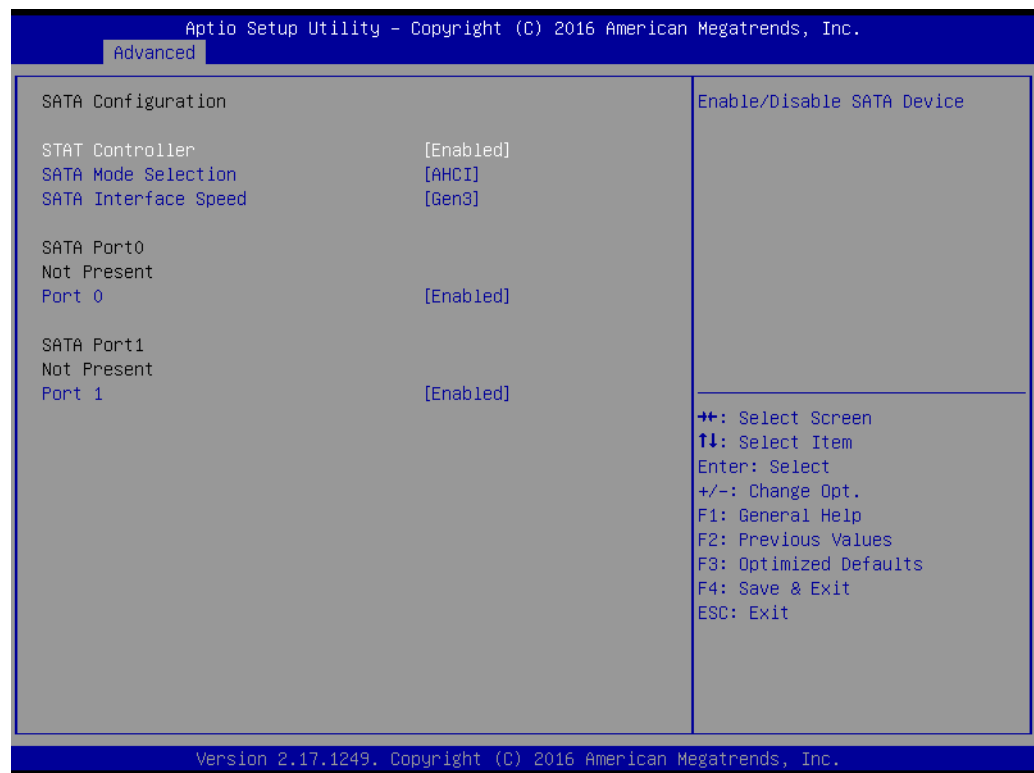 Aptio Setup Utility – Copyright (C) 2016 American Megatrends, Inc.
Advanced
SATA Configuration
STAT Controller [Enabled]
SATA Mode Selection [AHCI]
SATA Interface Speed [Gen3]
SATA Port0
Not Present
Port 0 [Enabled]
SATA Port1
Not Present
Port 1 [Enabled]
Enable/Disable SATA Device
→←: Select Screen
↑↓: Select Item
Enter: Select
+/-: Change Opt.
F1: General Help
F2: Previous Values
F3: Optimized Defaults
F4: Save & Exit
ESC: Exit
Version 2.17.1249. Copyright (C) 2016 American Megatrends, Inc.